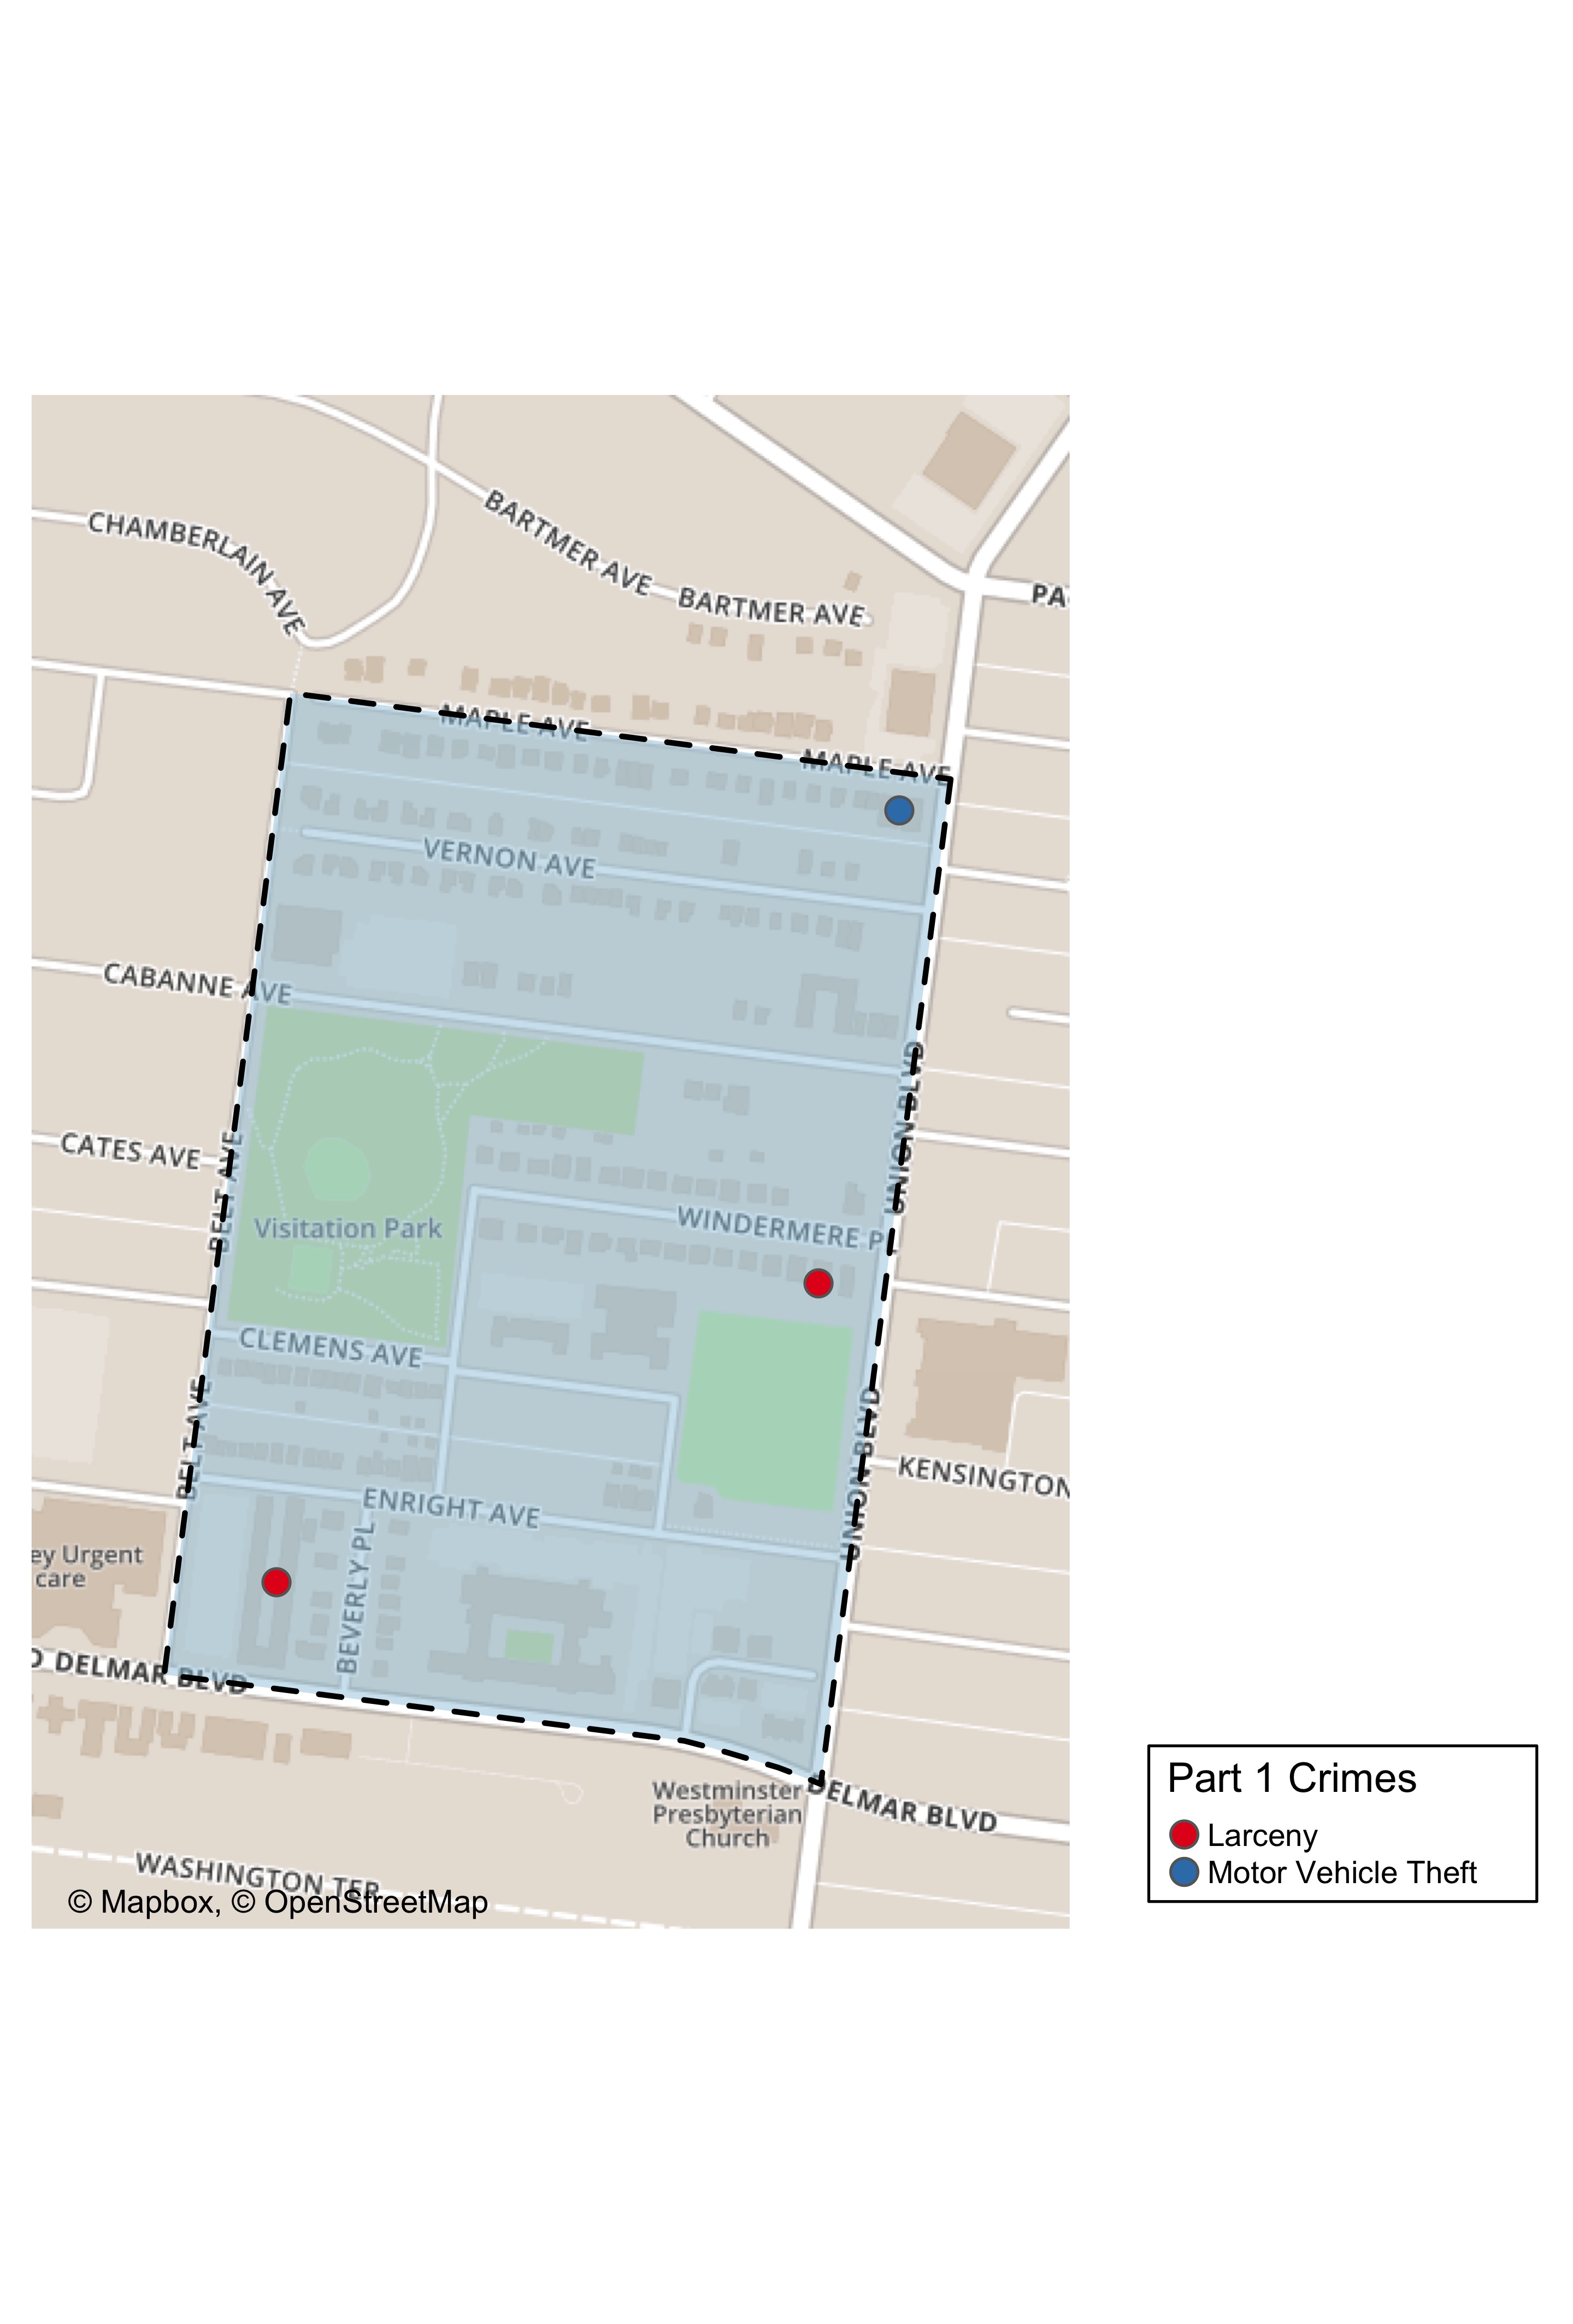 CHAMBERLAIN AVE
BARTMER AVE
BARTMER AVE
PA
MAPLE AVE
MAPLE AVE
VERNON AVE
CABANNE AVE
UNION BLVD
CATES AVE
BELT AVE
Visitation Park
WINDERMERE P
CLEMENS AVE
BELT AVE
UNION BLVD
KENSINGTON
ENRIGHT AVE
BEVERLY PL
ey Urgent
care
DELMAR BLVD
Westminster
Presbyterian
Church
DELMAR BLVD
WASHINGTON TER
© Mapbox, © OpenStreetMap
Part 1 Crimes
Larceny
Motor Vehicle Theft